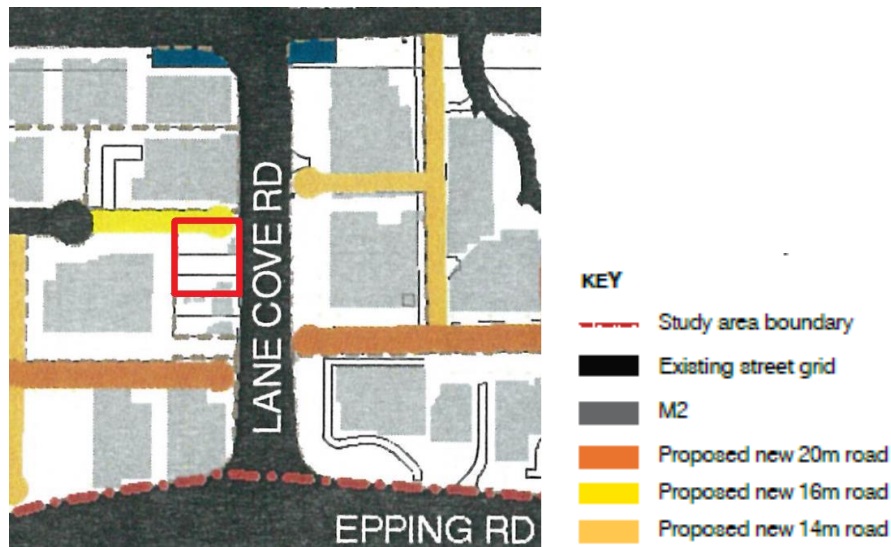 LANE COVE RD
EPPING RD
KEY
Study area boundary
Existing street grid
M2
Proposed new 20m road
Proposed new 16m road
Proposed new 14m road